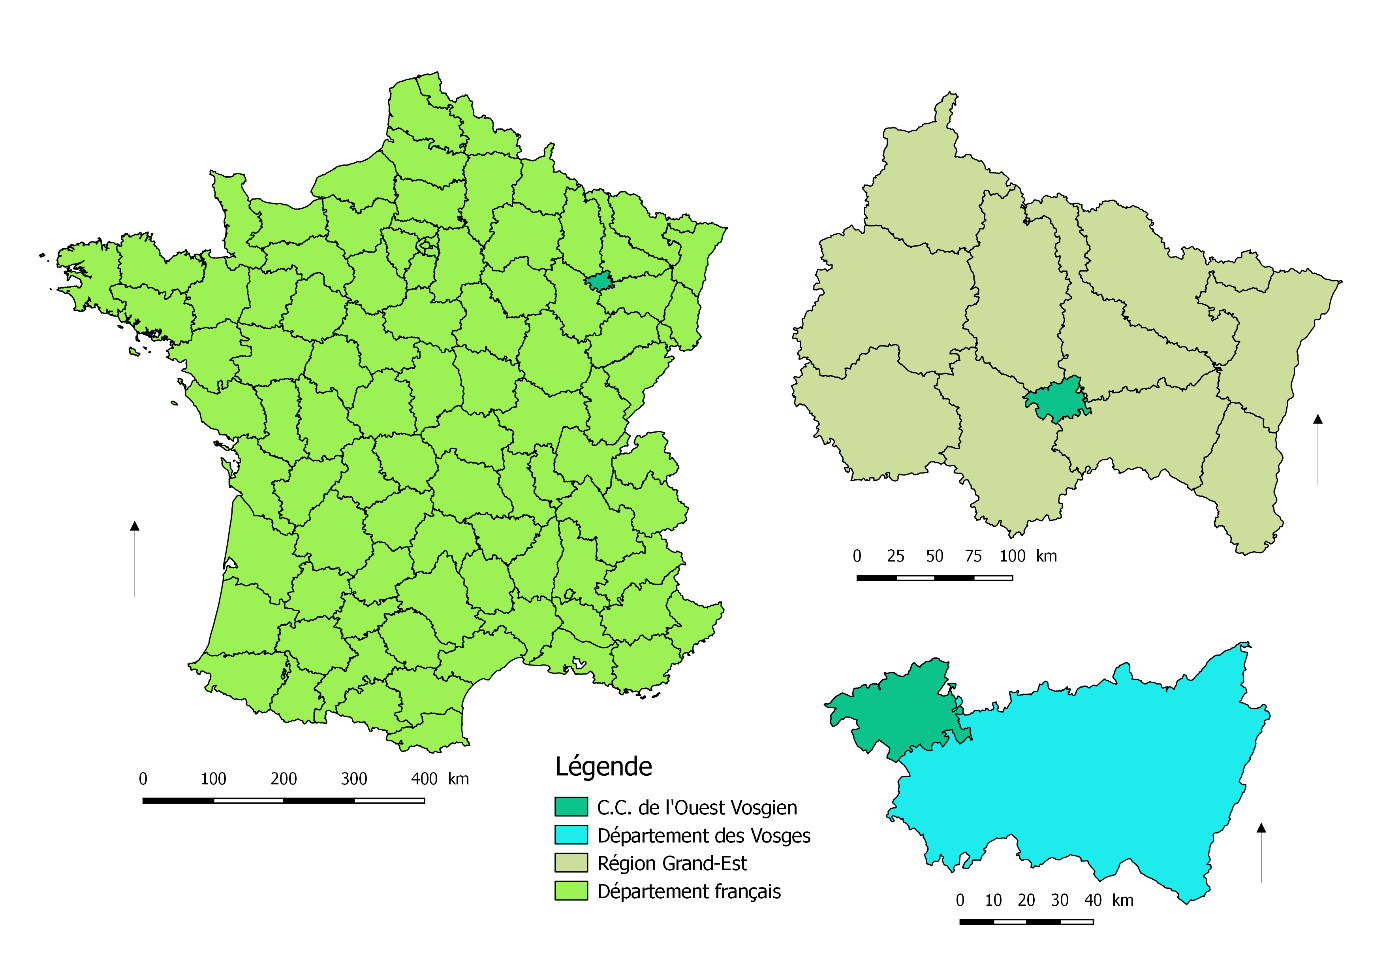 0 25 50 75 100 km
0 100 200 300 400 km
Légende
C.C. de l'Ouest Vosgien
Département des Vosges
Région Grand-Est
Département français
0 10 20 30 40 km